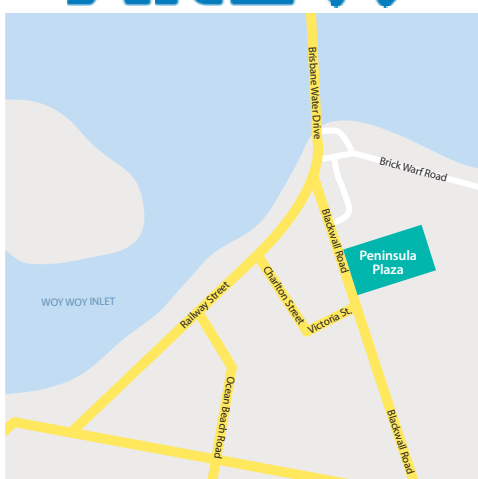 Brisbane Water Drive
Brick Warf Road
Blackwall Road
Peninsula
Plaza
Charlton Street
Railway Street
WOY WOY INLET
Victoria St.
Ocean Beach Road
Blackwall Road